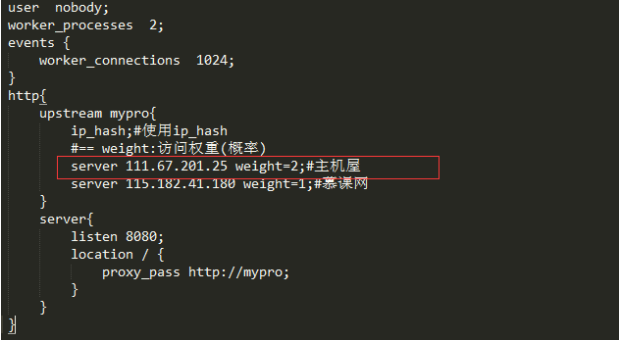 user  nobody;
worker_processes  2;
events {
    worker_connections  1024;
}
http{
    upstream mypro{
        ip_hash;#使用ip_hash
        #== weight:访问权重(概率)
        server 111.67.201.25 weight=2;#主机屋
        server 115.182.41.180 weight=1;#慕课网
    }
    server{
        listen 8080;
        location / {
            proxy_pass http://mypro;
        }
    }
}